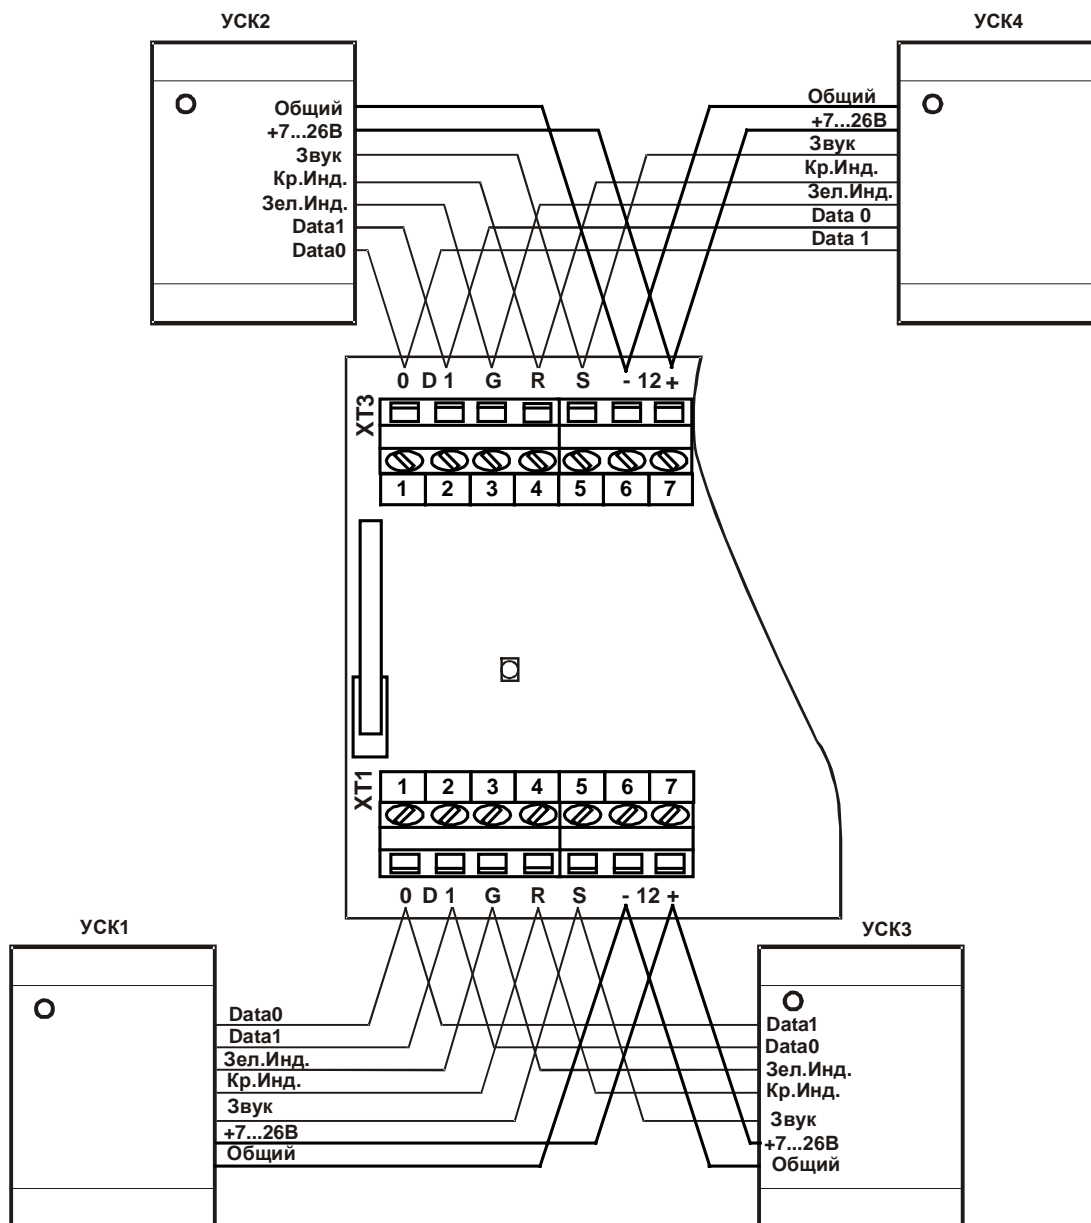 УСК2
УСК4
Общий
+7...26В
Звук
Кр.Инд.
Зел.Инд.
Data1
Data0
Общий
+7...26В
Звук
Кр.Инд.
Зел.Инд.
Data 0
Data 1
0 D 1 G R S - 12 +
XT3
1 2 3 4 5 6 7
XT1
1 2 3 4 5 6 7
0 D 1 G R S - 12 +
УСК1
УСК3
Data0
Data1
Зел.Инд.
Кр.Инд.
Звук
+7...26В
Общий
Data1
Data0
Зел.Инд.
Кр.Инд.
Звук
+7...26В
Общий